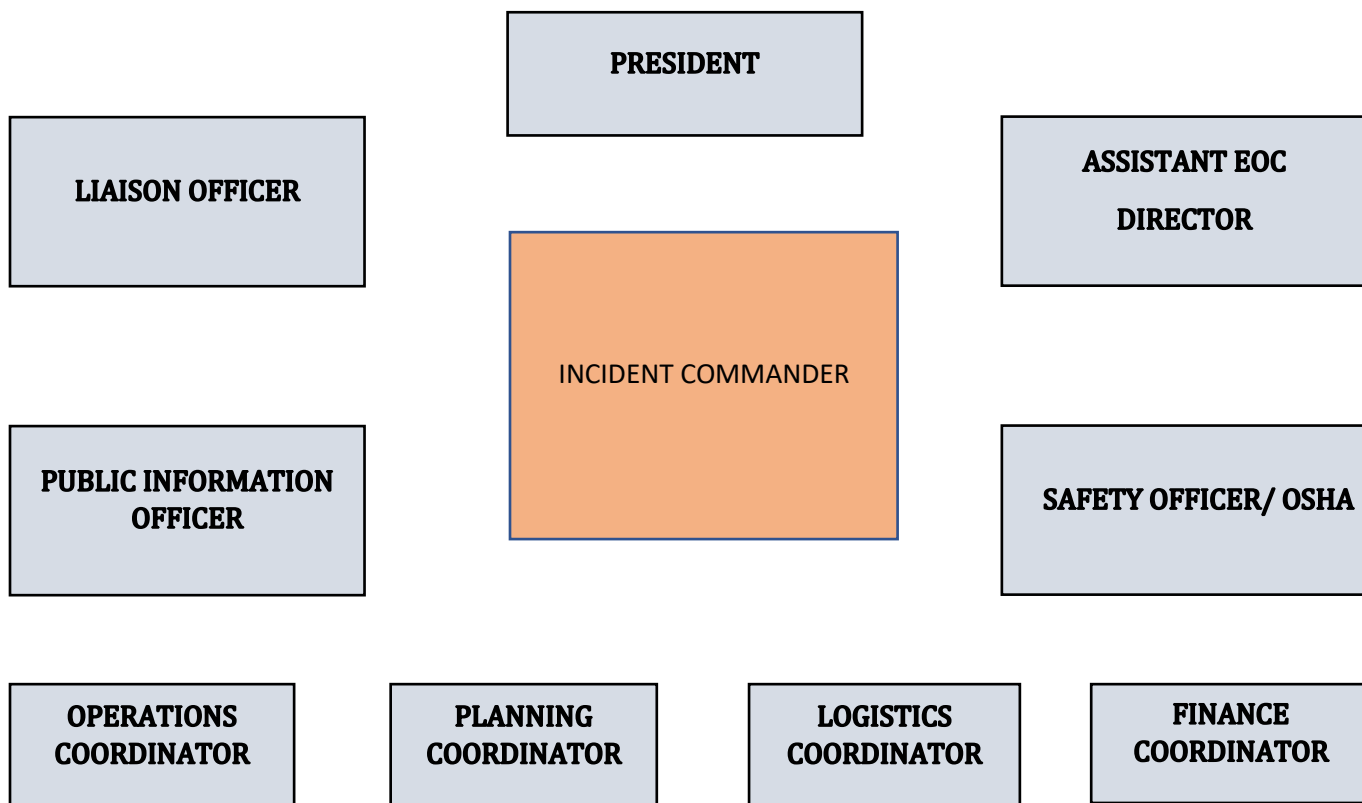 PRESIDENT
LIAISON OFFICER
ASSISTANT EOC
DIRECTOR
INCIDENT COMMANDER
PUBLIC INFORMATION
OFFICER
SAFETY OFFICER/ OSHA
OPERATIONS
COORDINATOR
PLANNING
COORDINATOR
LOGISTICS
COORDINATOR
FINANCE
COORDINATOR